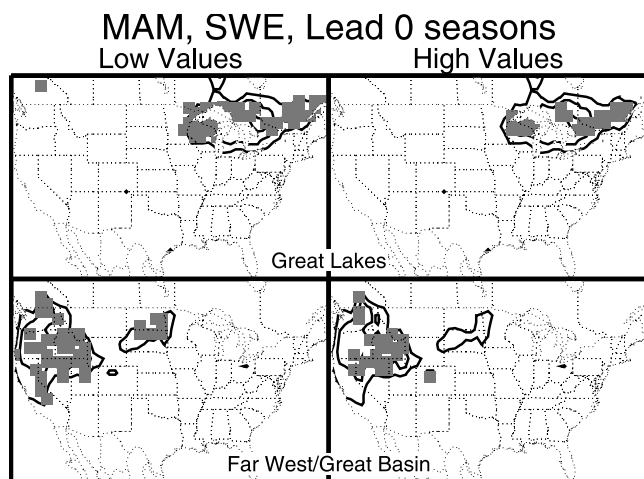 MAM, SWE, Lead 0 seasons
Low Values High Values
Great Lakes
Far West/Great Basin